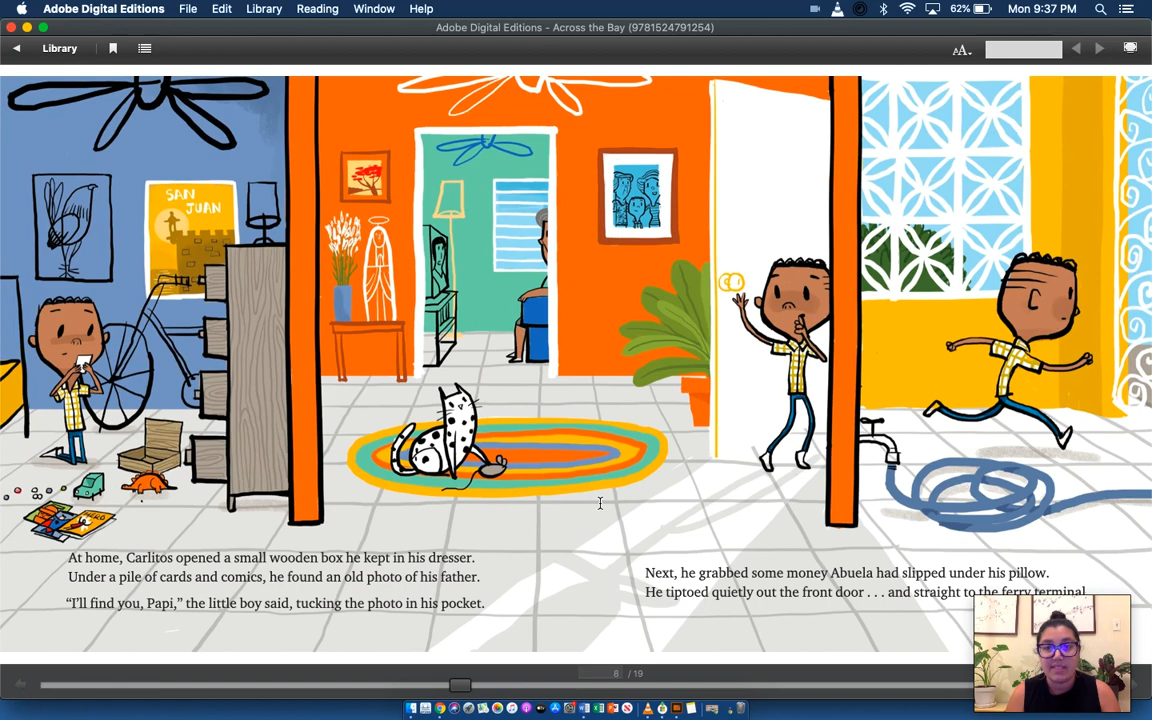 Adobe Digital Editions File Edit Library Reading Window Help 62% Mon 9:37 PM
Adobe Digital Editions - Across the Bay (9781524791254)
Library AA
SAN
JUAN
HERO
At home, Carlitos opened a small wooden box he kept in his dresser.
Under a pile of cards and comics, he found an old photo of his father.
“I’ll find you, Papi,” the little boy said, tucking the photo in his pocket.
Next, he grabbed some money Abuela had slipped under his pillow.
He tiptoed quietly out the front door . . . and straight to the ferry terminal
8 / 19